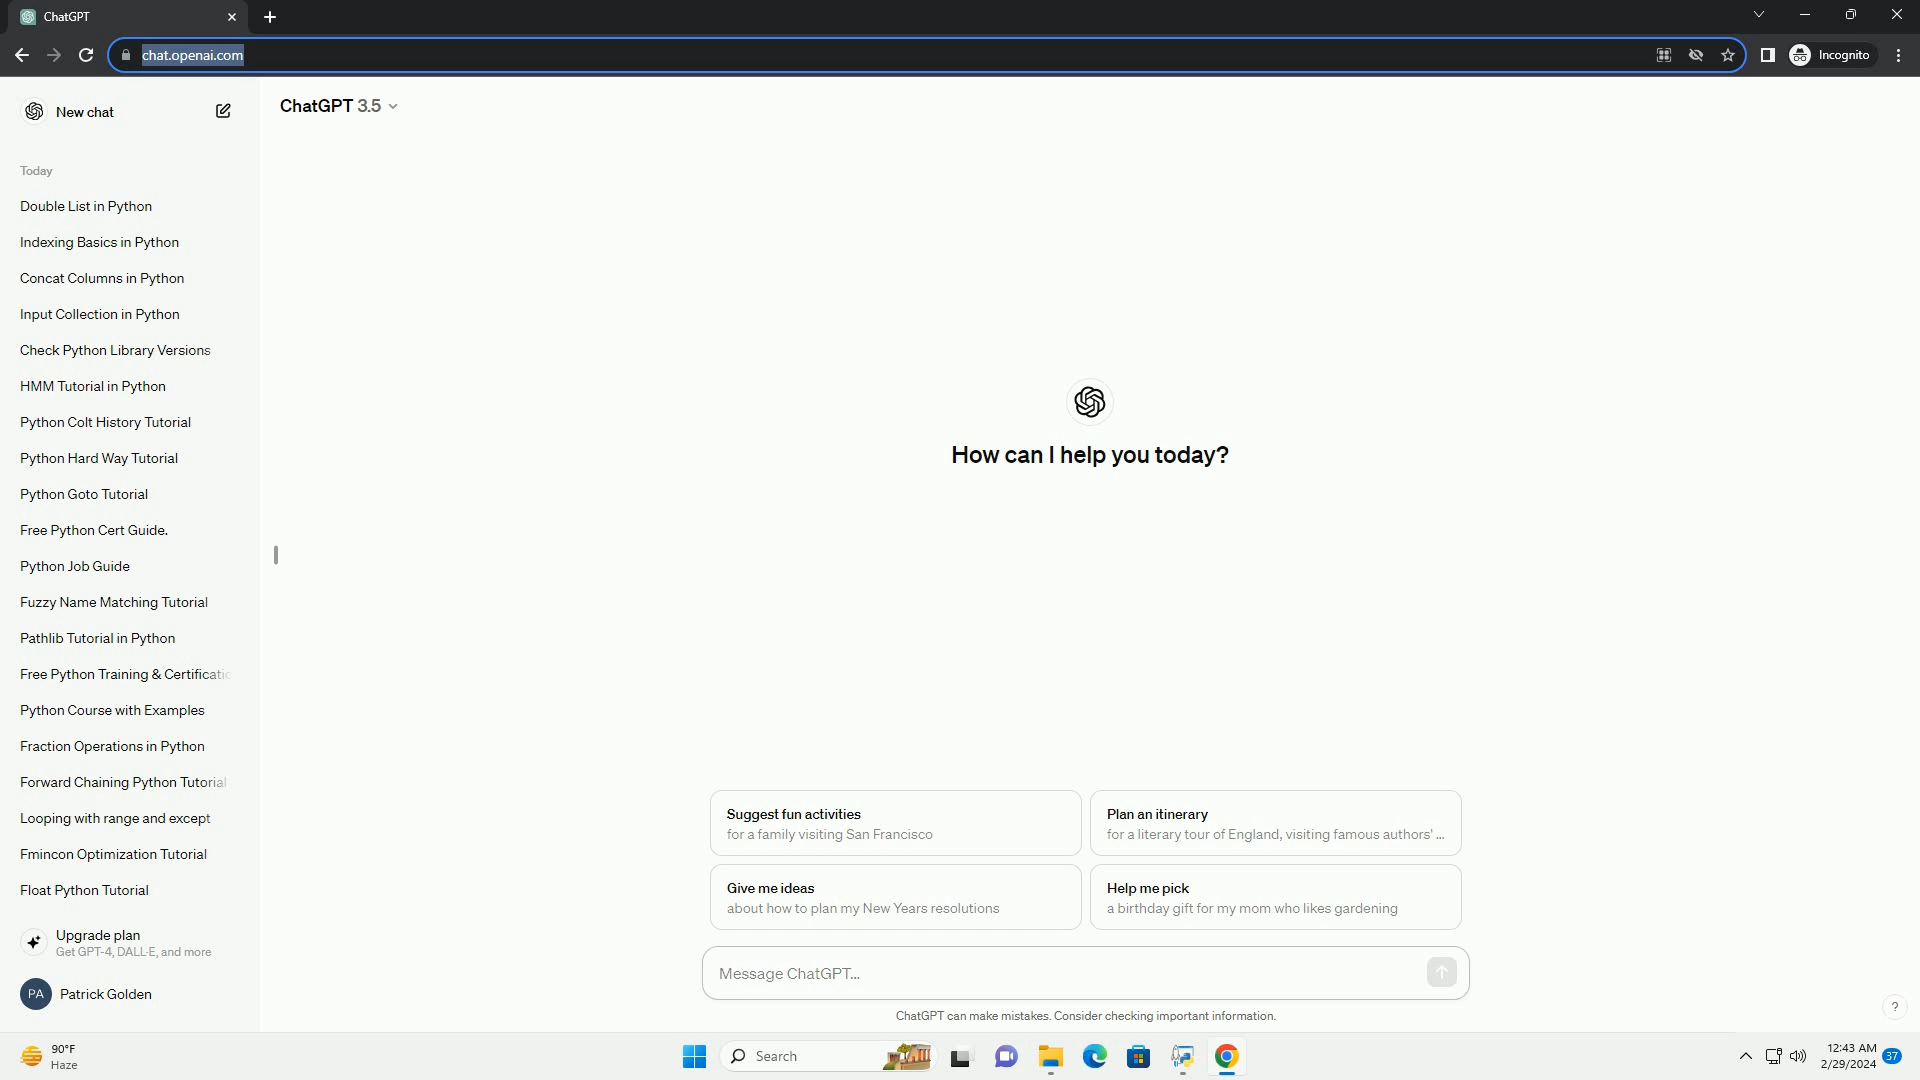 ChatGPT
chat.openai.com
Incognito
New chat
ChatGPT 3.5
Today
Double List in Python
Indexing Basics in Python
Concat Columns in Python
Input Collection in Python
Check Python Library Versions
HMM Tutorial in Python
Python Colt History Tutorial
Python Hard Way Tutorial
Python Goto Tutorial
Free Python Cert Guide.
Python Job Guide
Fuzzy Name Matching Tutorial
Pathlib Tutorial in Python
Free Python Training & Certificatic
Python Course with Examples
Fraction Operations in Python
Forward Chaining Python Tutorial
Looping with range and except
Fmincon Optimization Tutorial
Float Python Tutorial
Upgrade plan
Get GPT-4, DALL·E, and more
PA
Patrick Golden
How can I help you today?
Suggest fun activities
for a family visiting San Francisco
Plan an itinerary
for a literary tour of England, visiting famous authors' ...
Give me ideas
about how to plan my New Years resolutions
Help me pick
a birthday gift for my mom who likes gardening
Message ChatGPT...
ChatGPT can make mistakes. Consider checking important information.
?
90°F
Haze
Search
12:43 AM
2/29/2024
37